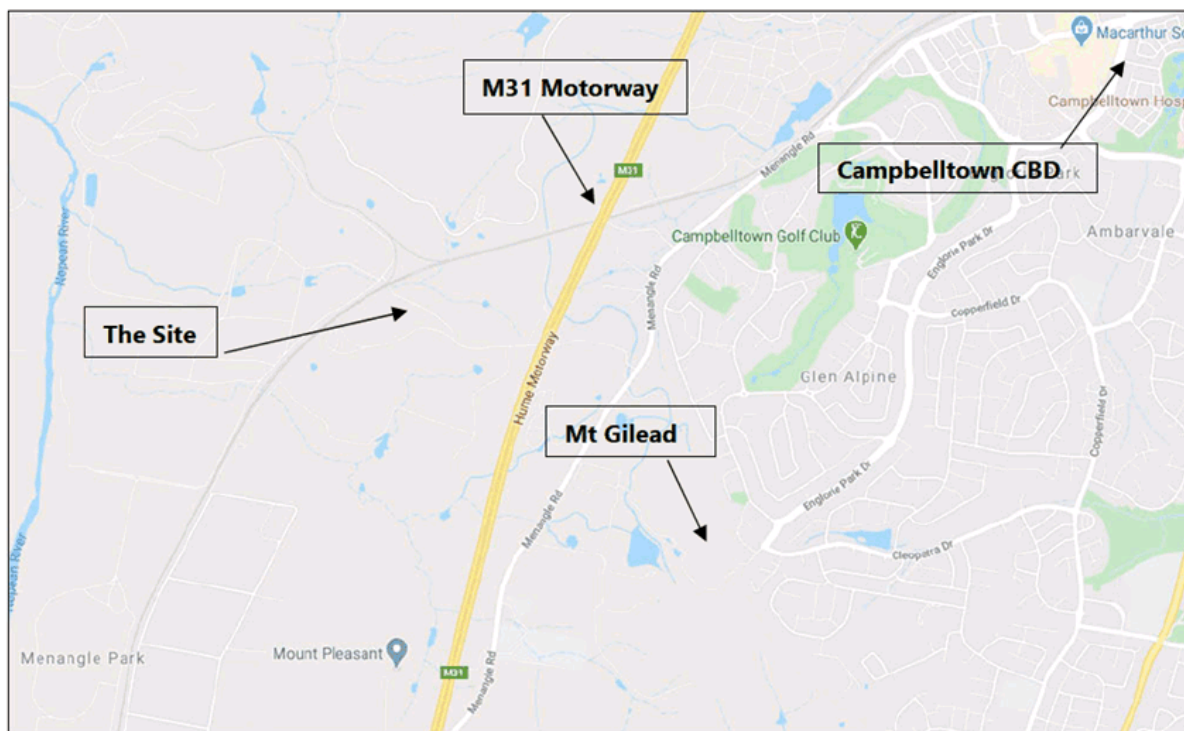 M31 Motorway
Macarthur
Campbelltown
Campbelltown CBD
Park
Menangle Rd
M31
Campbelltown Golf Club
Englorie Park Dr
Ambarvale
Nepean River
Menangle Rd
Copperfield Dr
The Site
Hume Motorway
Glen Alpine
Copperfield Dr
Mt Gilead
Englorie Park Dr
Menangle Rd
Cleopatra Dr
Nepean River
Menangle Park
Mount Pleasant
M31
Menangle Rd